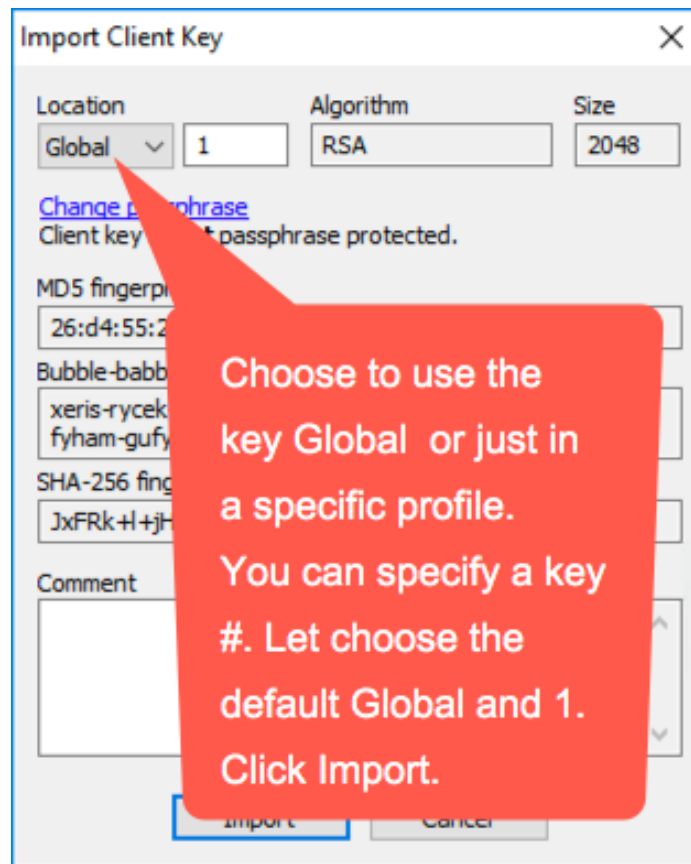 Import Client Key
Location Algorithm Size
Global 1 RSA 2048
Change passphrase
Client key passphrase protected.
MD5 fingerpr
26:d4:55:2
Bubble-babb
xeris-rycek
fyham-gufy
SHA-256 fing
JxFRk+l+jH
Comment
Choose to use the
key Global or just in
a specific profile.
You can specify a key
#. Let choose the
default Global and 1.
Click Import.
Import Cancel